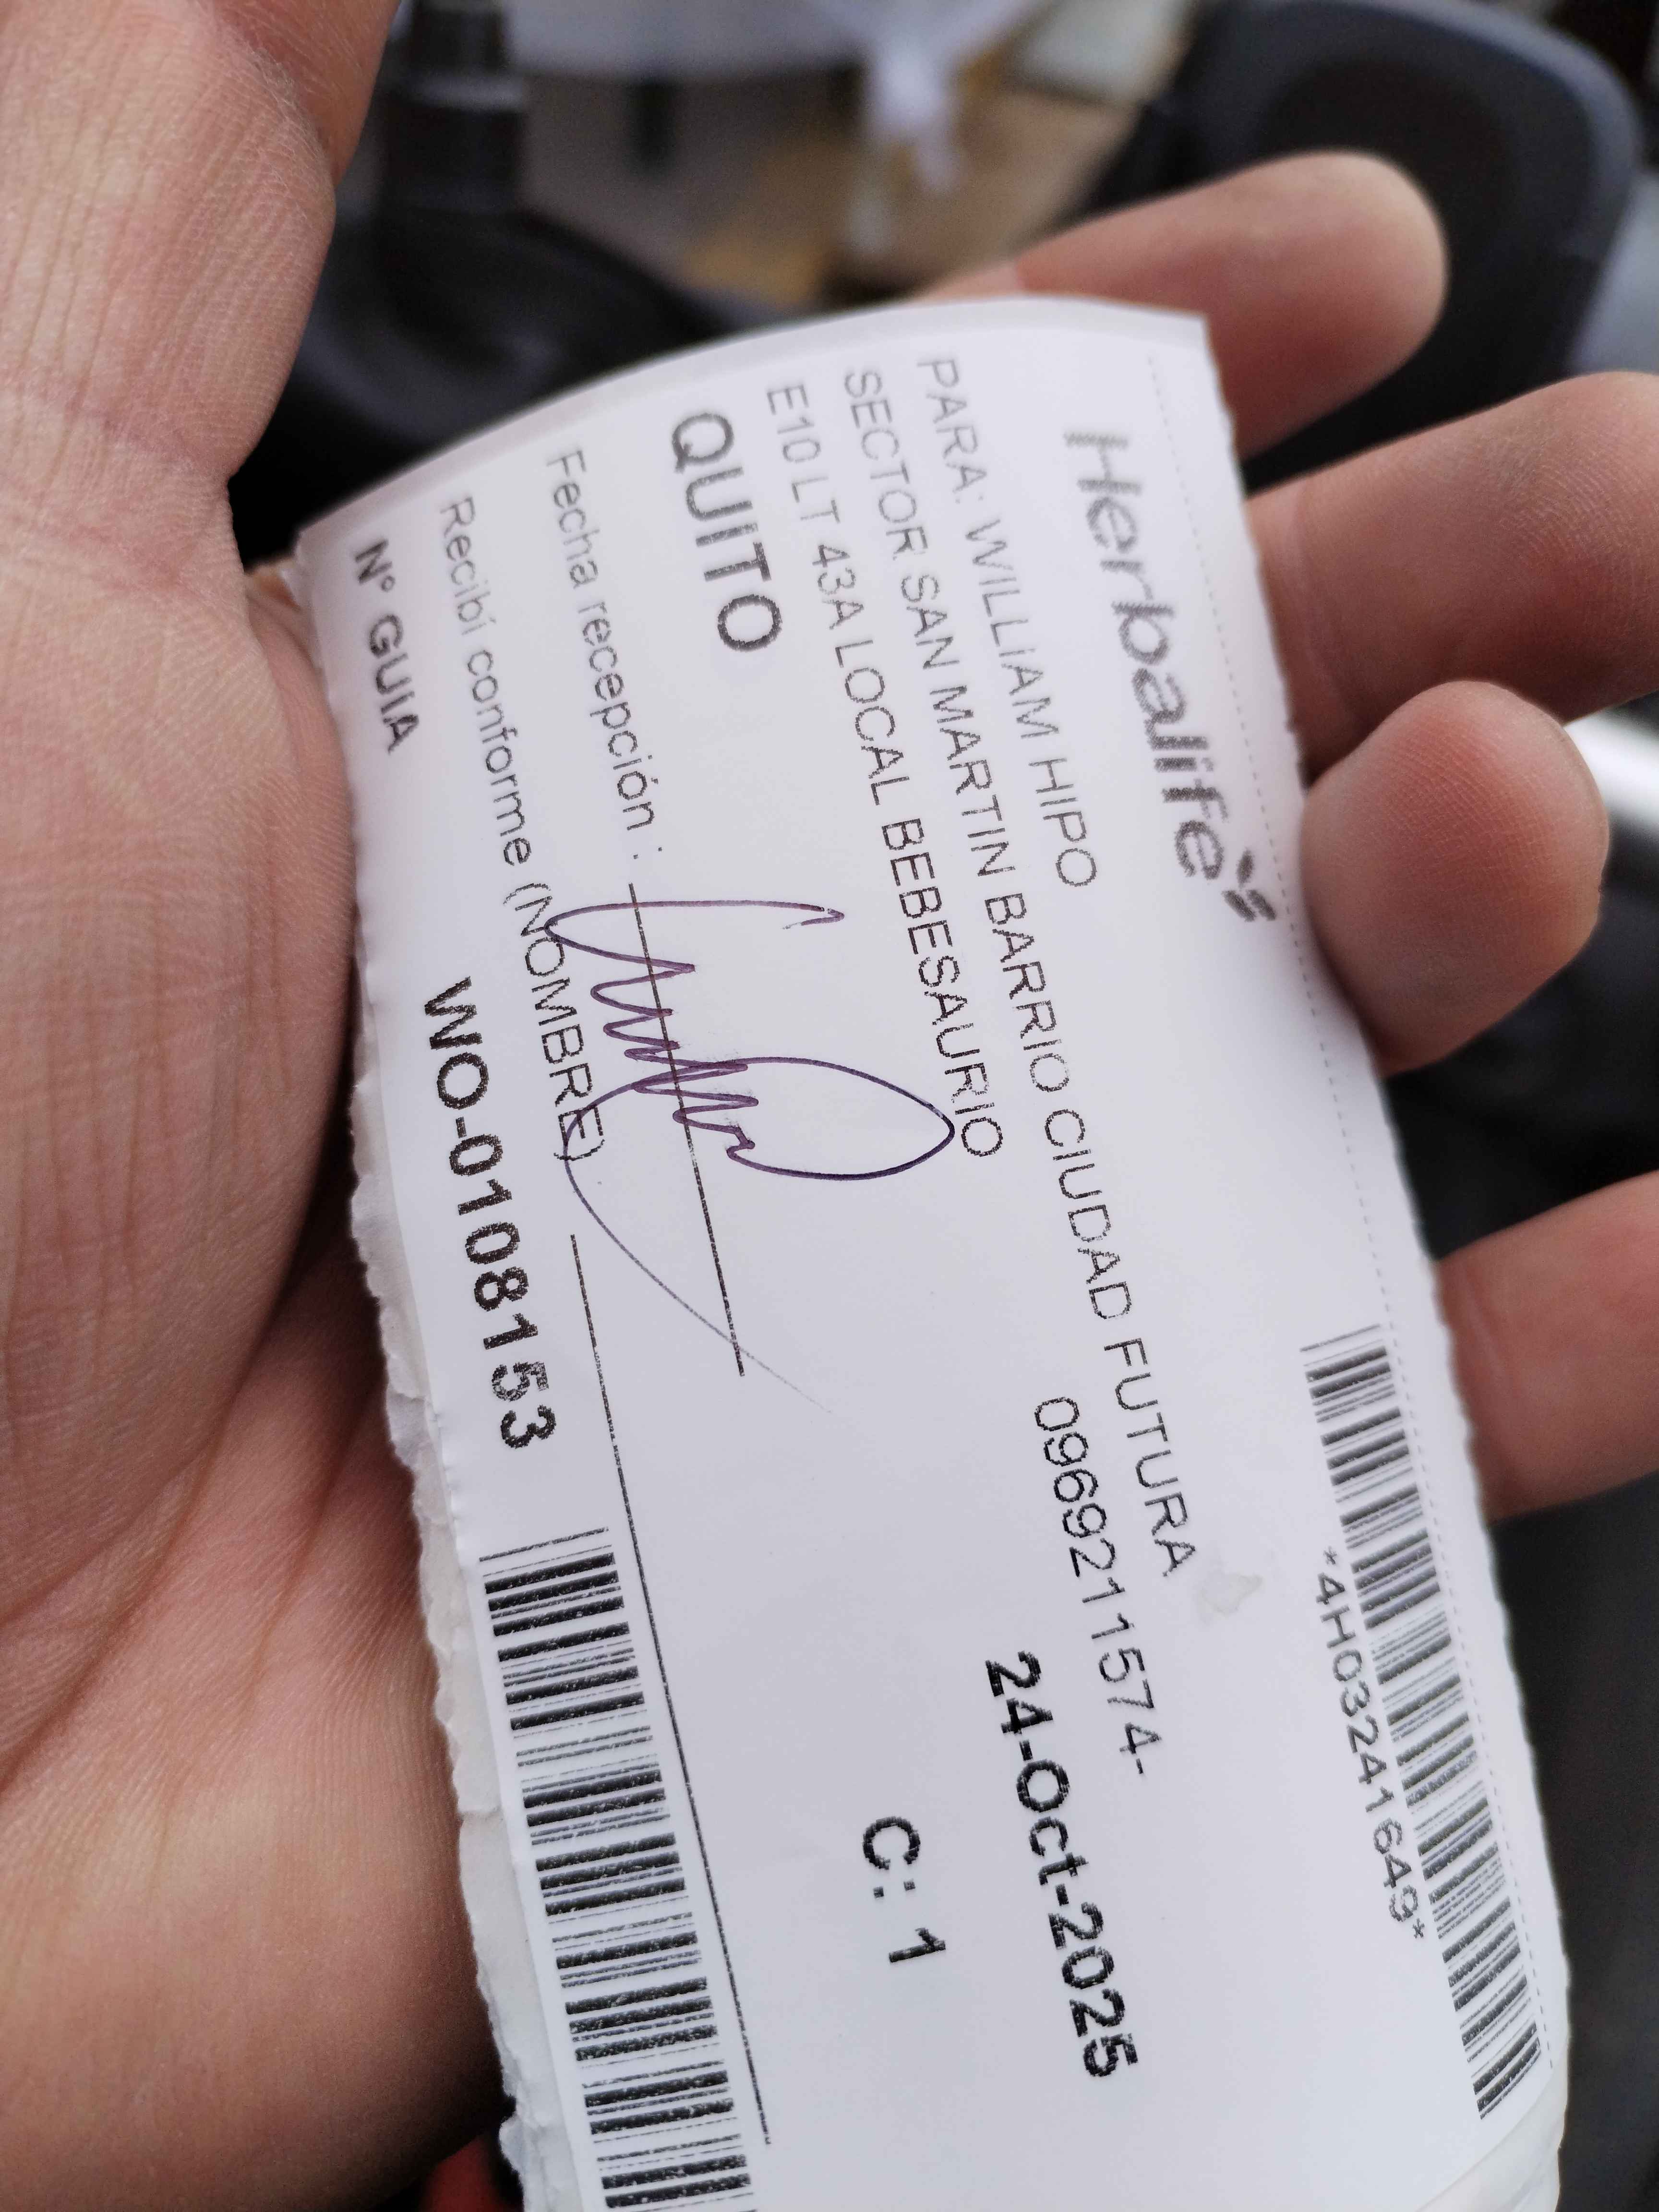 Herbalife
*4H03241649*
PARA: WILLIAM HIPO
SECTOR SAN MARTIN BARRIO CIUDAD FUTURA
E10 LT 43A LOCAL BEBESAURIO
0969211574-
QUITO
24-Oct-2025
Fecha recepción :
C: 1
Recibí conforme (NOMBRE)
N° GUIA
WO-0108153